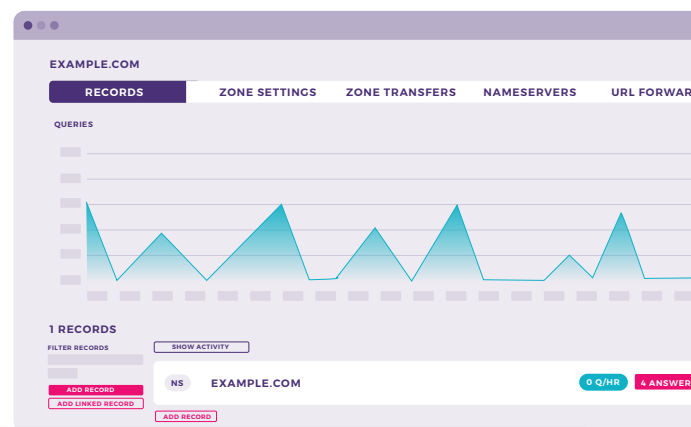 EXAMPLE.COM
RECORDS ZONE SETTINGS ZONE TRANSFERS NAMESERVERS URL FORWAR
QUERIES
1 RECORDS
FILTER RECORDS
SHOW ACTIVITY
NS EXAMPLE.COM 0 Q/HR 4 ANSWER
ADD RECORD
ADD LINKED RECORD
ADD RECORD